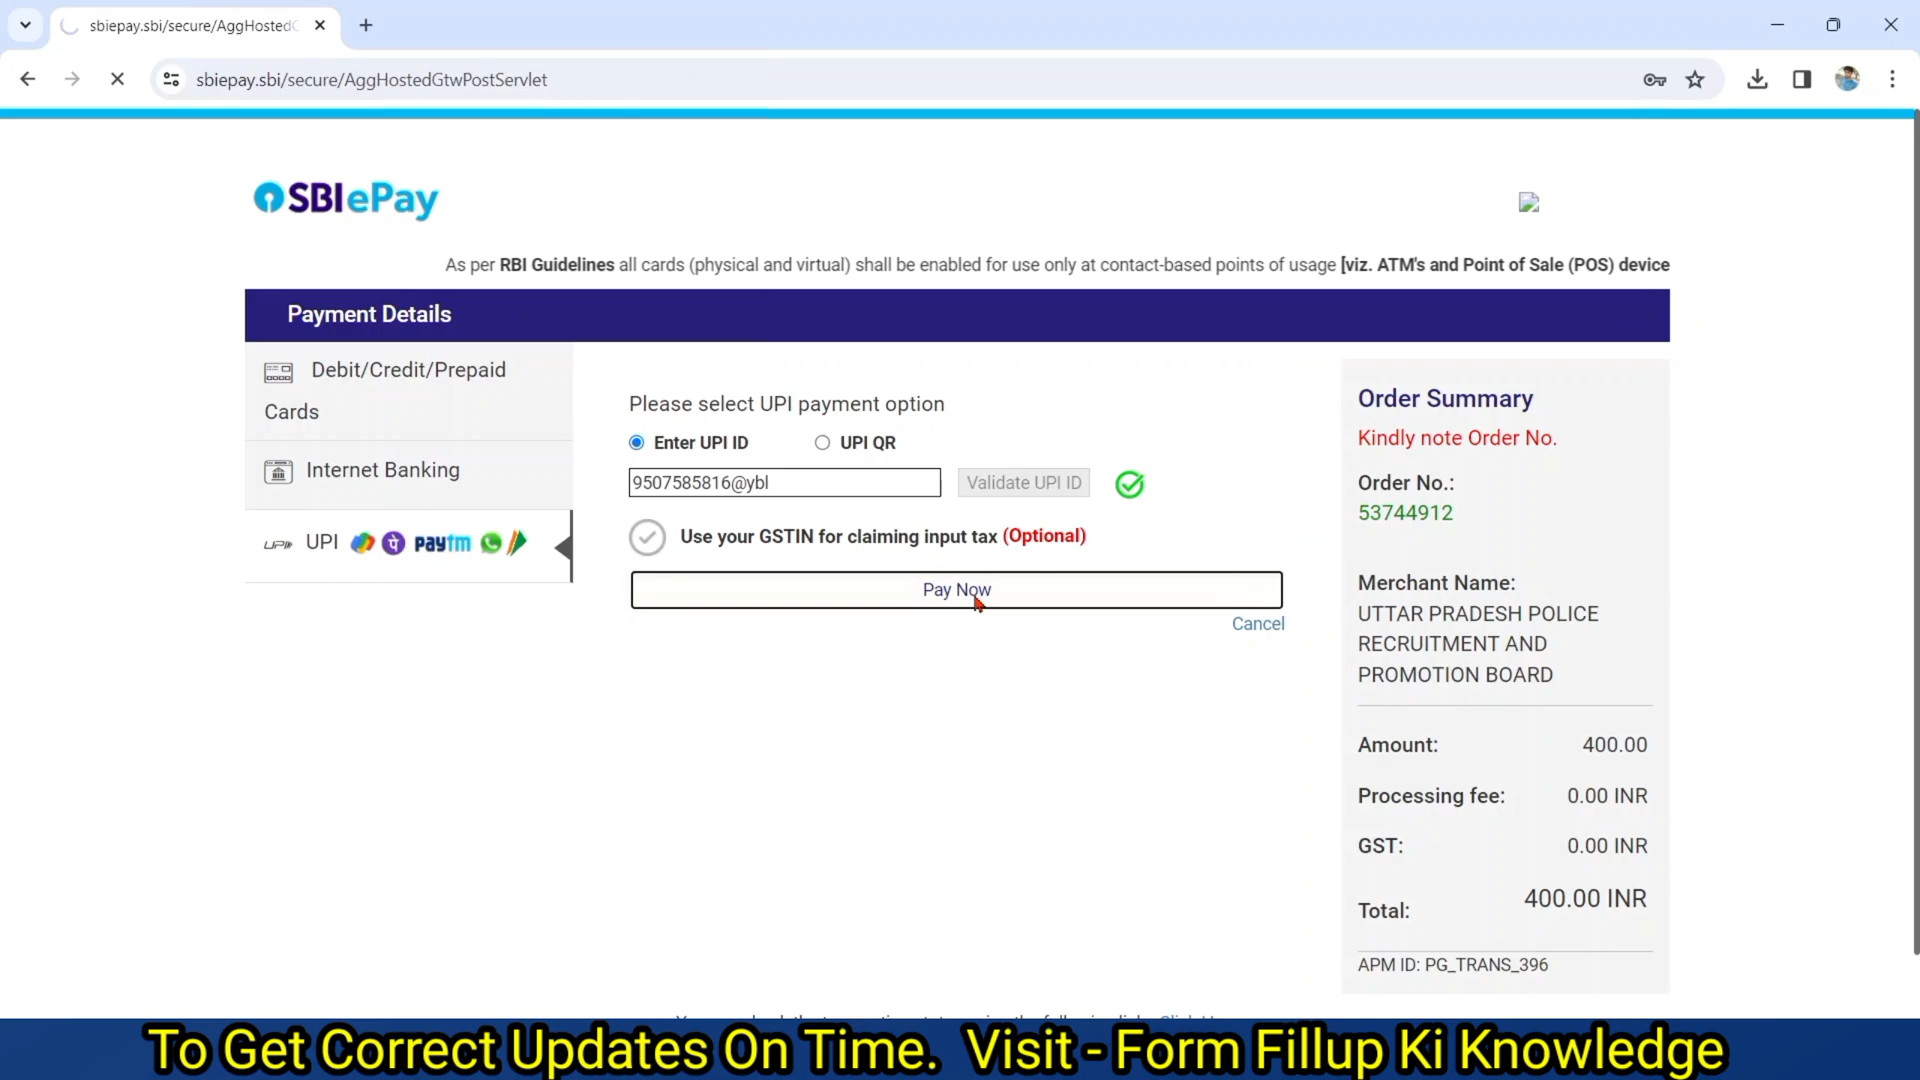 sbiepay.sbi/secure/AggHosted
sbiepay.sbi/secure/AggHostedGtwPostServlet
SBI ePay
As per RBI Guidelines all cards (physical and virtual) shall be enabled for use only at contact-based points of usage [viz. ATM's and Point of Sale (POS) device
Payment Details
Debit/Credit/Prepaid
Cards
Internet Banking
UPI UPI paytm
Please select UPI payment option
Enter UPI ID UPI QR
9507585816@ybl Validate UPI ID
Use your GSTIN for claiming input tax (Optional)
Pay Now
Cancel
Order Summary
Kindly note Order No.
Order No.:
53744912
Merchant Name:
UTTAR PRADESH POLICE
RECRUITMENT AND
PROMOTION BOARD
Amount: 400.00
Processing fee: 0.00 INR
GST: 0.00 INR
Total: 400.00 INR
APM ID: PG_TRANS_396
To Get Correct Updates On Time. Visit - Form Fillup Ki Knowledge